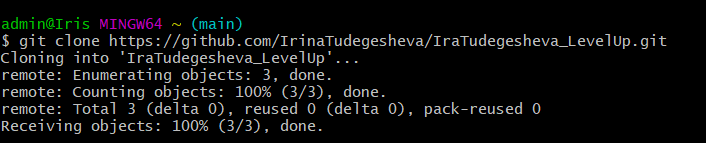 admin@Iris MINGW64 ~ (main)
$ git clone https://github.com/IrinaTudegesheva/IraTudegesheva_LevelUp.git
Cloning into 'IraTudegesheva_LevelUp'...
remote: Enumerating objects: 3, done.
remote: Counting objects: 100% (3/3), done.
remote: Total 3 (delta 0), reused 0 (delta 0), pack-reused 0
Receiving objects: 100% (3/3), done.